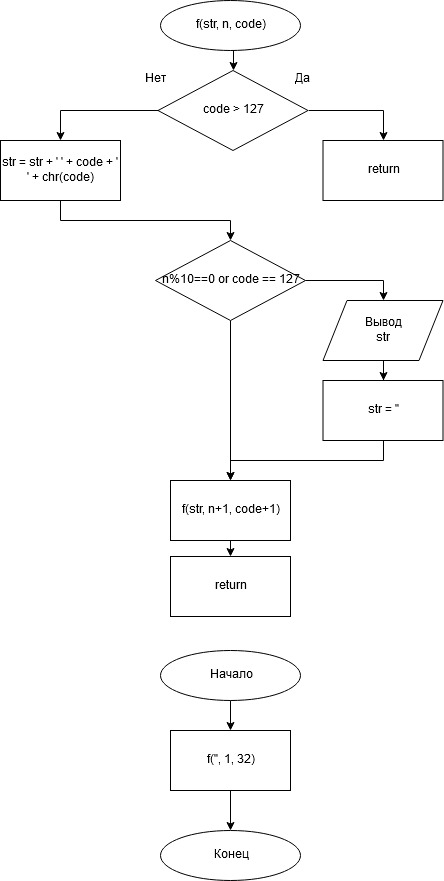 f(str, n, code)
Нет
Да
code > 127
str = str + ' ' + code + '
' + chr(code)
return
n%10==0 or code == 127
Вывод
str
str = ''
f(str, n+1, code+1)
return
Начало
f('', 1, 32)
Конец